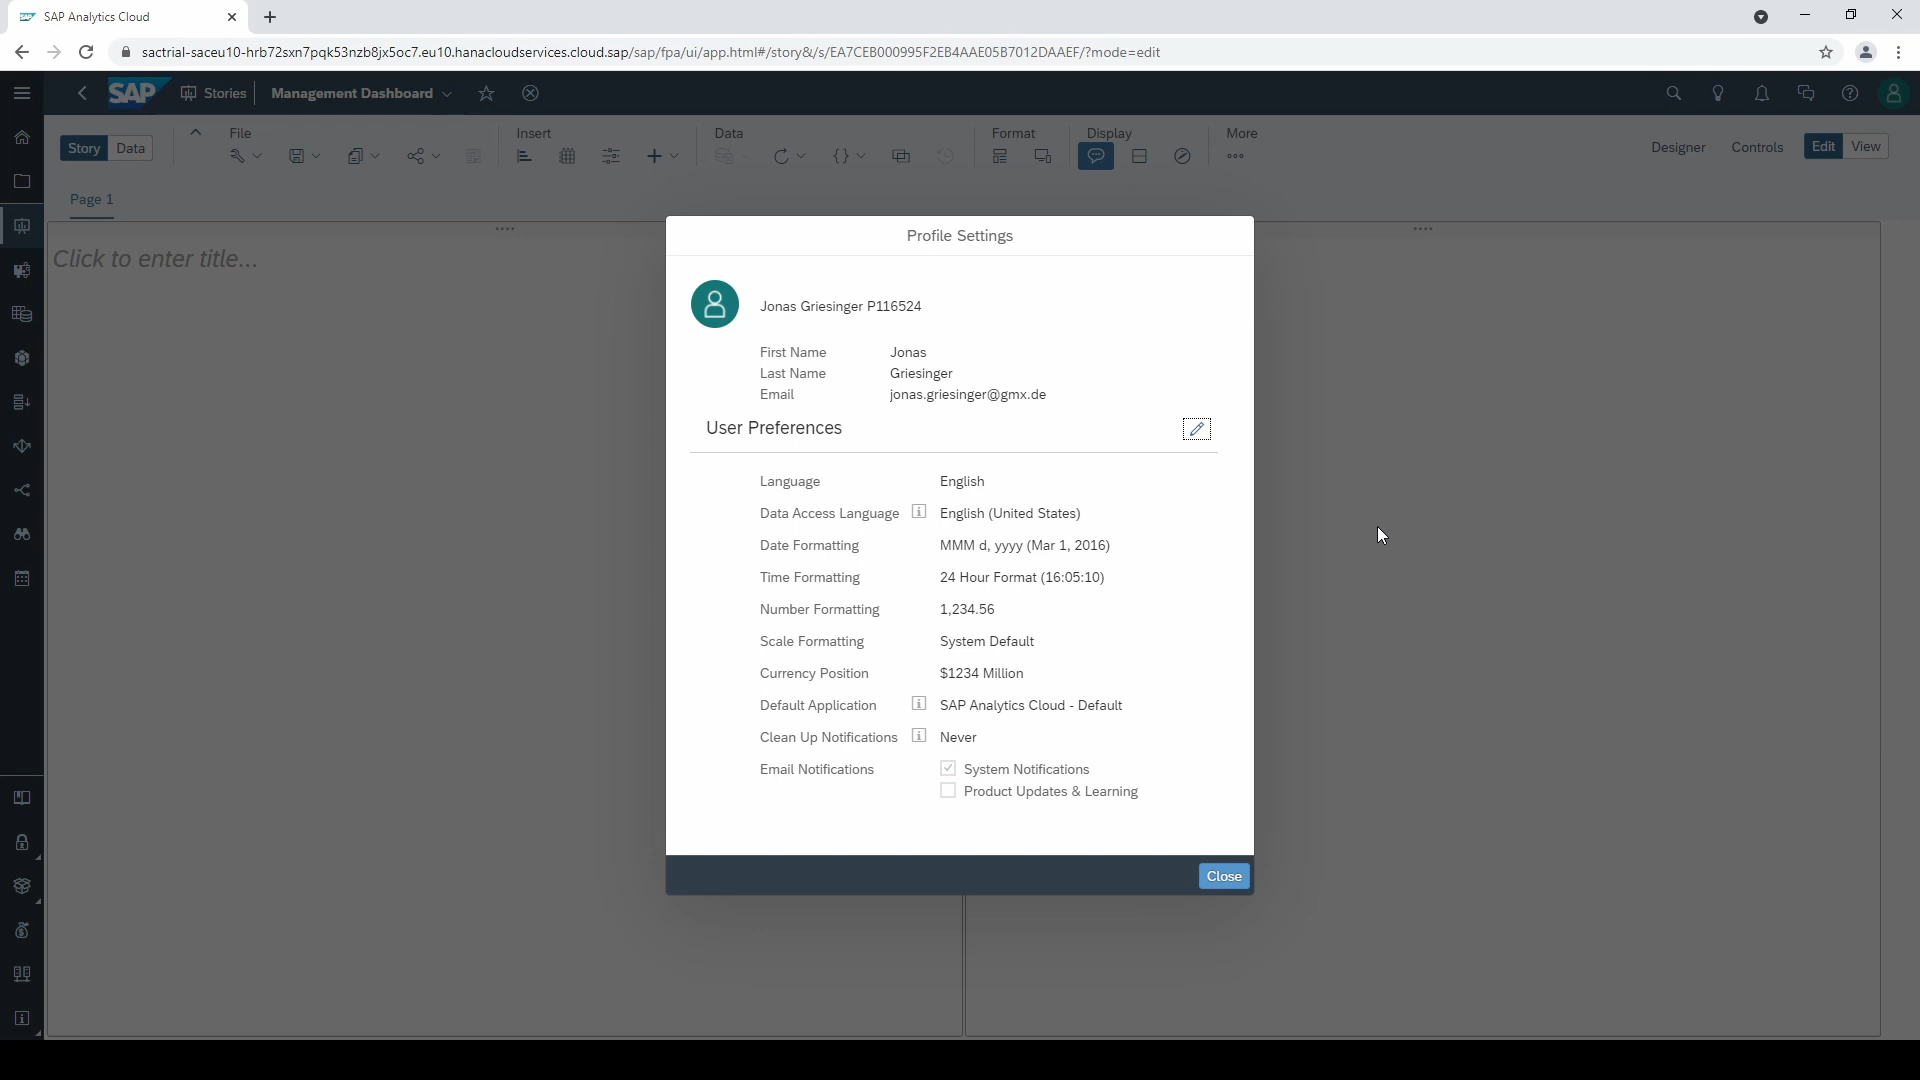 SAP Analytics Cloud
sactrial-saceu10-hrb72sxn7pqk53nzb8jx5oc7.eu10.hanacloudservices.cloud.sap/sap/fpa/ui/app.html#/story&/s/EA7CEB000995F2EB4AAE05B7012DAAEF/?mode=edit
SAP Stories Management Dashboard
File Insert Data Format Display More
Story Data Designer Controls Edit View
Page 1
Click to enter title...
Profile Settings
Jonas Griesinger P116524
First Name Jonas
Last Name Griesinger
Email jonas.griesinger@gmx.de
User Preferences
Language English
Data Access Language English (United States)
Date Formatting MMM d, yyyy (Mar 1, 2016)
Time Formatting 24 Hour Format (16:05:10)
Number Formatting 1,234.56
Scale Formatting System Default
Currency Position $1234 Million
Default Application SAP Analytics Cloud - Default
Clean Up Notifications Never
Email Notifications System Notifications
Product Updates & Learning
Close